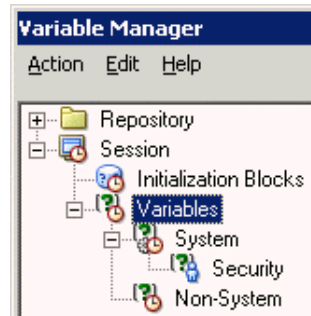 Variable Manager
Action Edit Help
Repository
Session
Initialization Blocks
Variables
System
Security
Non-System